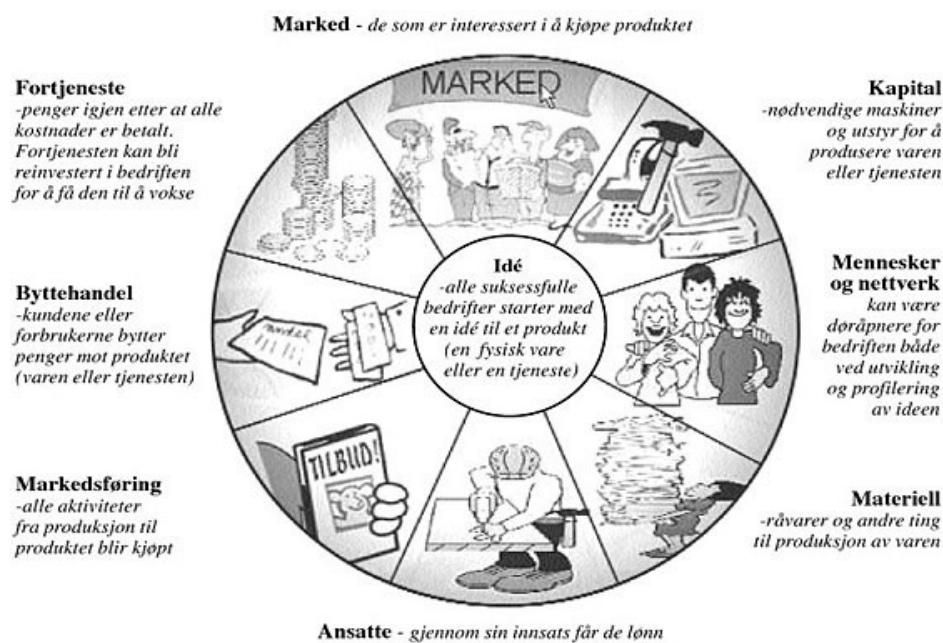 Marked - de som er interessert i å kjøpe produktet
Fortjeneste
-penger igjen etter at alle
kostnader er betalt.
Fortjenesten kan bli
reinvestert i bedriften
for å få den til å vokse
MARKED
Kapital
-nødvendige maskiner
og utstyr for å
produsere varen
eller tjenesten
Byttehandel
-kundene eller
forbrukerne bytter
penger mot produktet
(varen eller tjenesten)
Idé
-alle suksessfulle
bedrifter starter med
en idé til et produkt
(en fysisk vare
eller en tjeneste)
Mennesker
og nettverk
kan være
døråpnere for
bedriften både
ved utvikling
og profilering
av ideen
Markedsføring
-alle aktiviteter
fra produksjon til
produktet blir kjøpt
TILBUD!
Materiell
-råvarer og andre ting
til produksjon av varen
Ansatte - gjennom sin innsats får de lønn